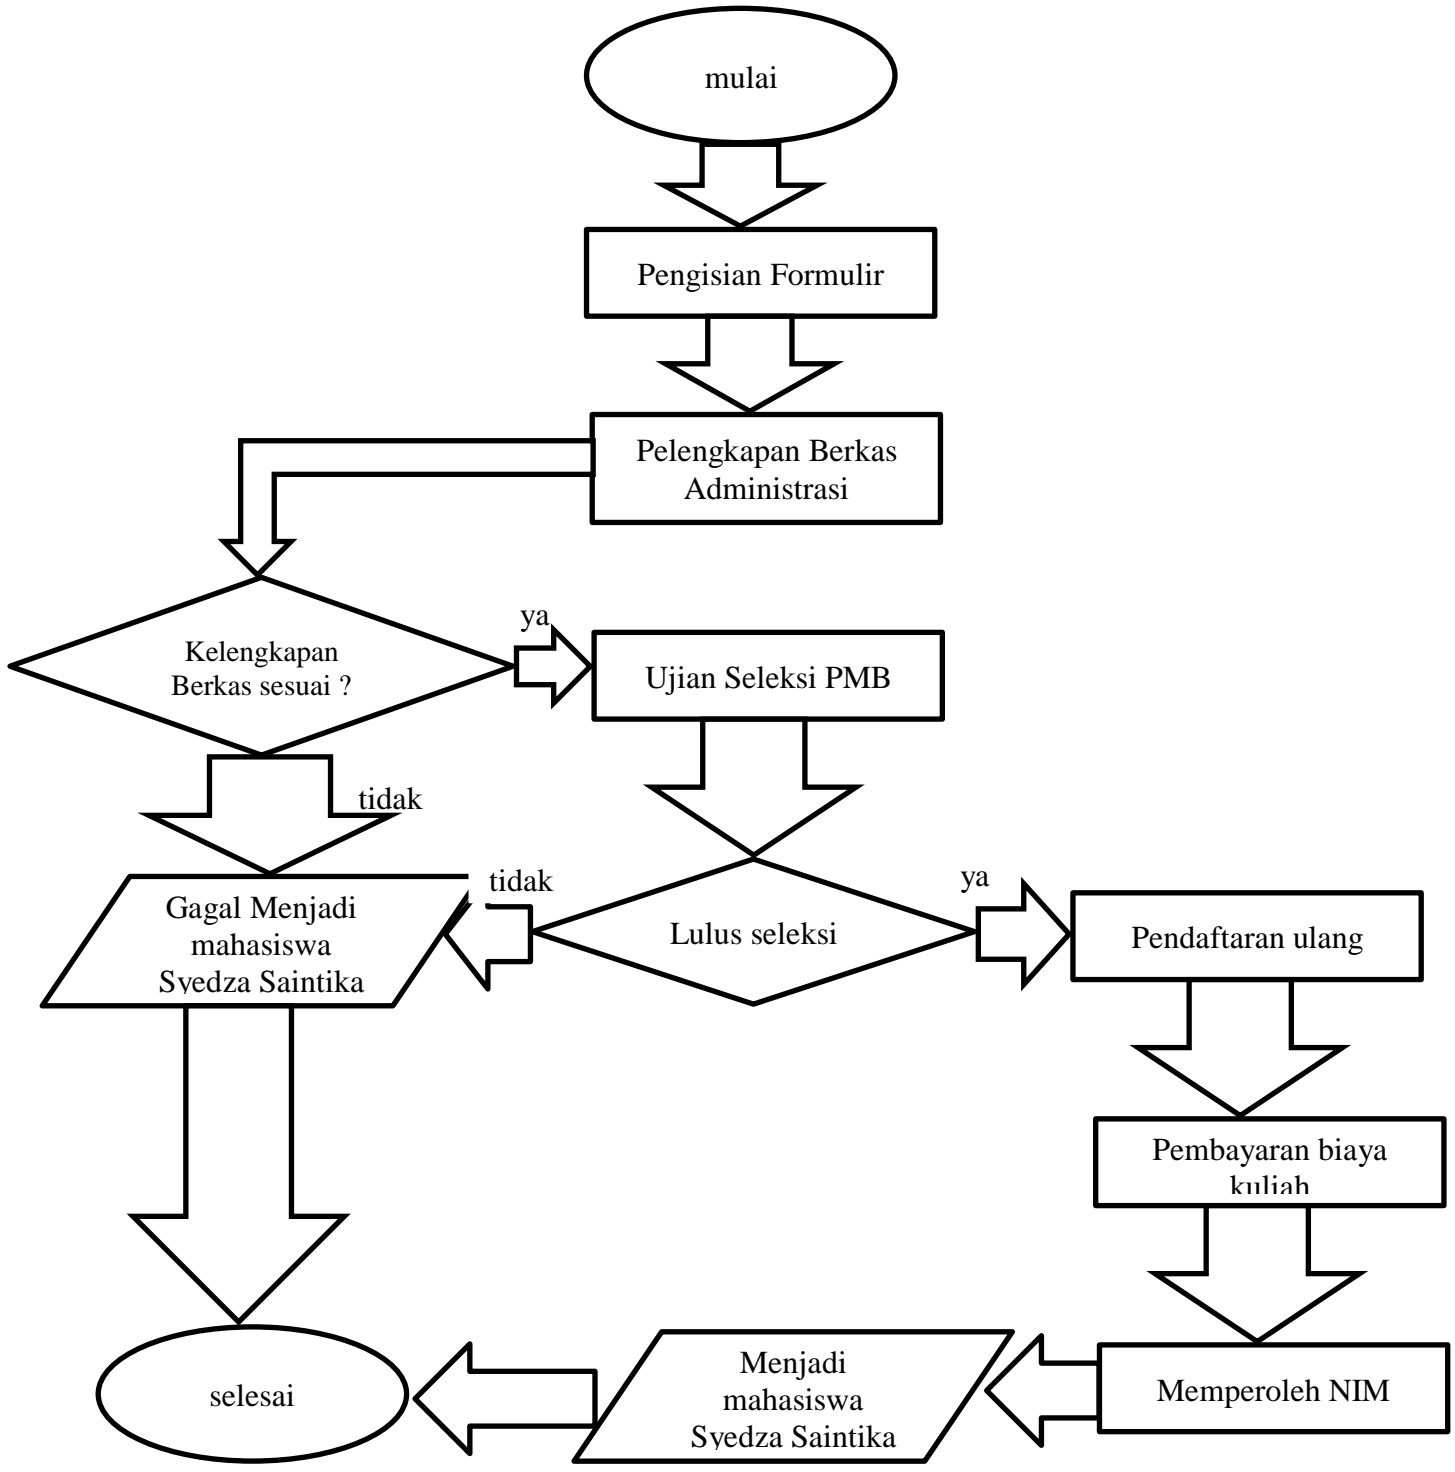 mulai
Pengisian Formulir
Pelengkapan Berkas
Administrasi
Kelengkapan
Berkas sesuai ?
ya
Ujian Seleksi PMB
tidak
Gagal Menjadi
mahasiswa
Syedza Saintika
tidak
Lulus seleksi
ya
Pendaftaran ulang
Pembayaran biaya
kuliah
Memperoleh NIM
Menjadi
mahasiswa
Syedza Saintika
selesai